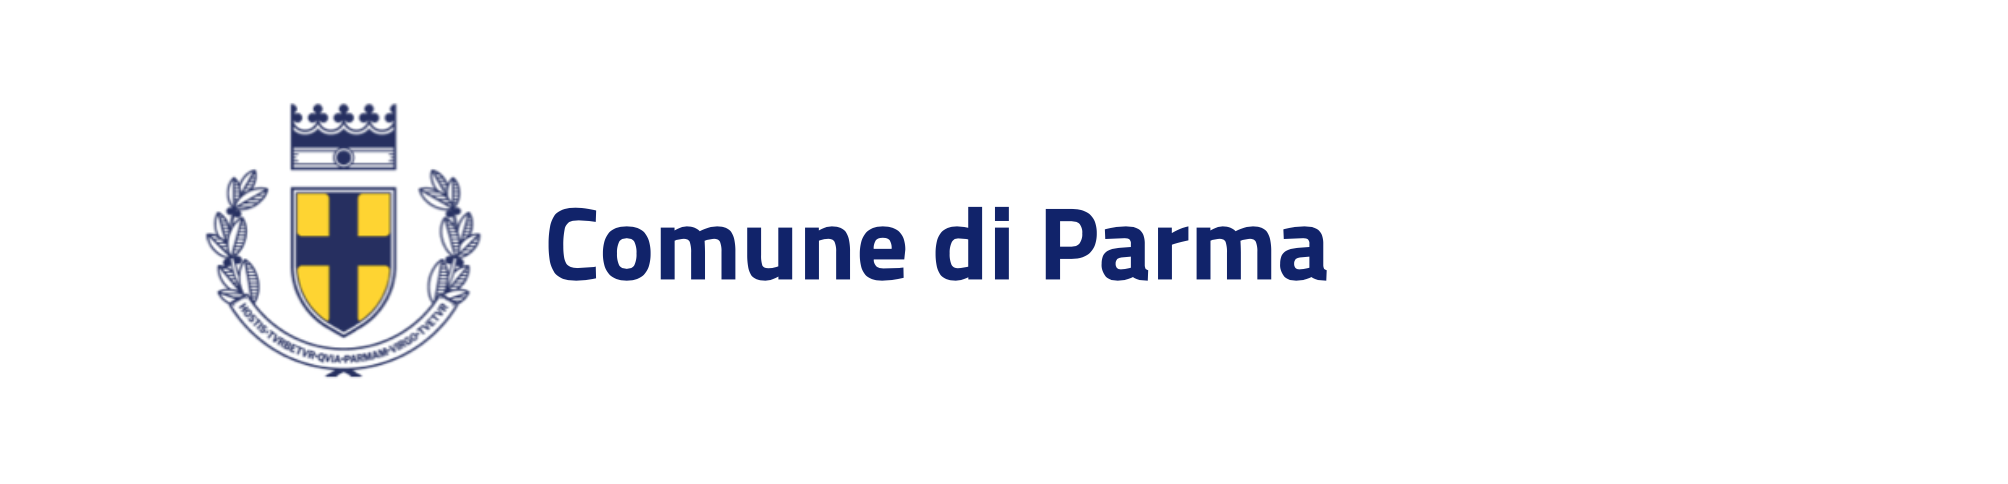 Comune di Parma
HOSTIS·TVRBETVR·QVIA·PARMAM·VIRGO·TVETVR